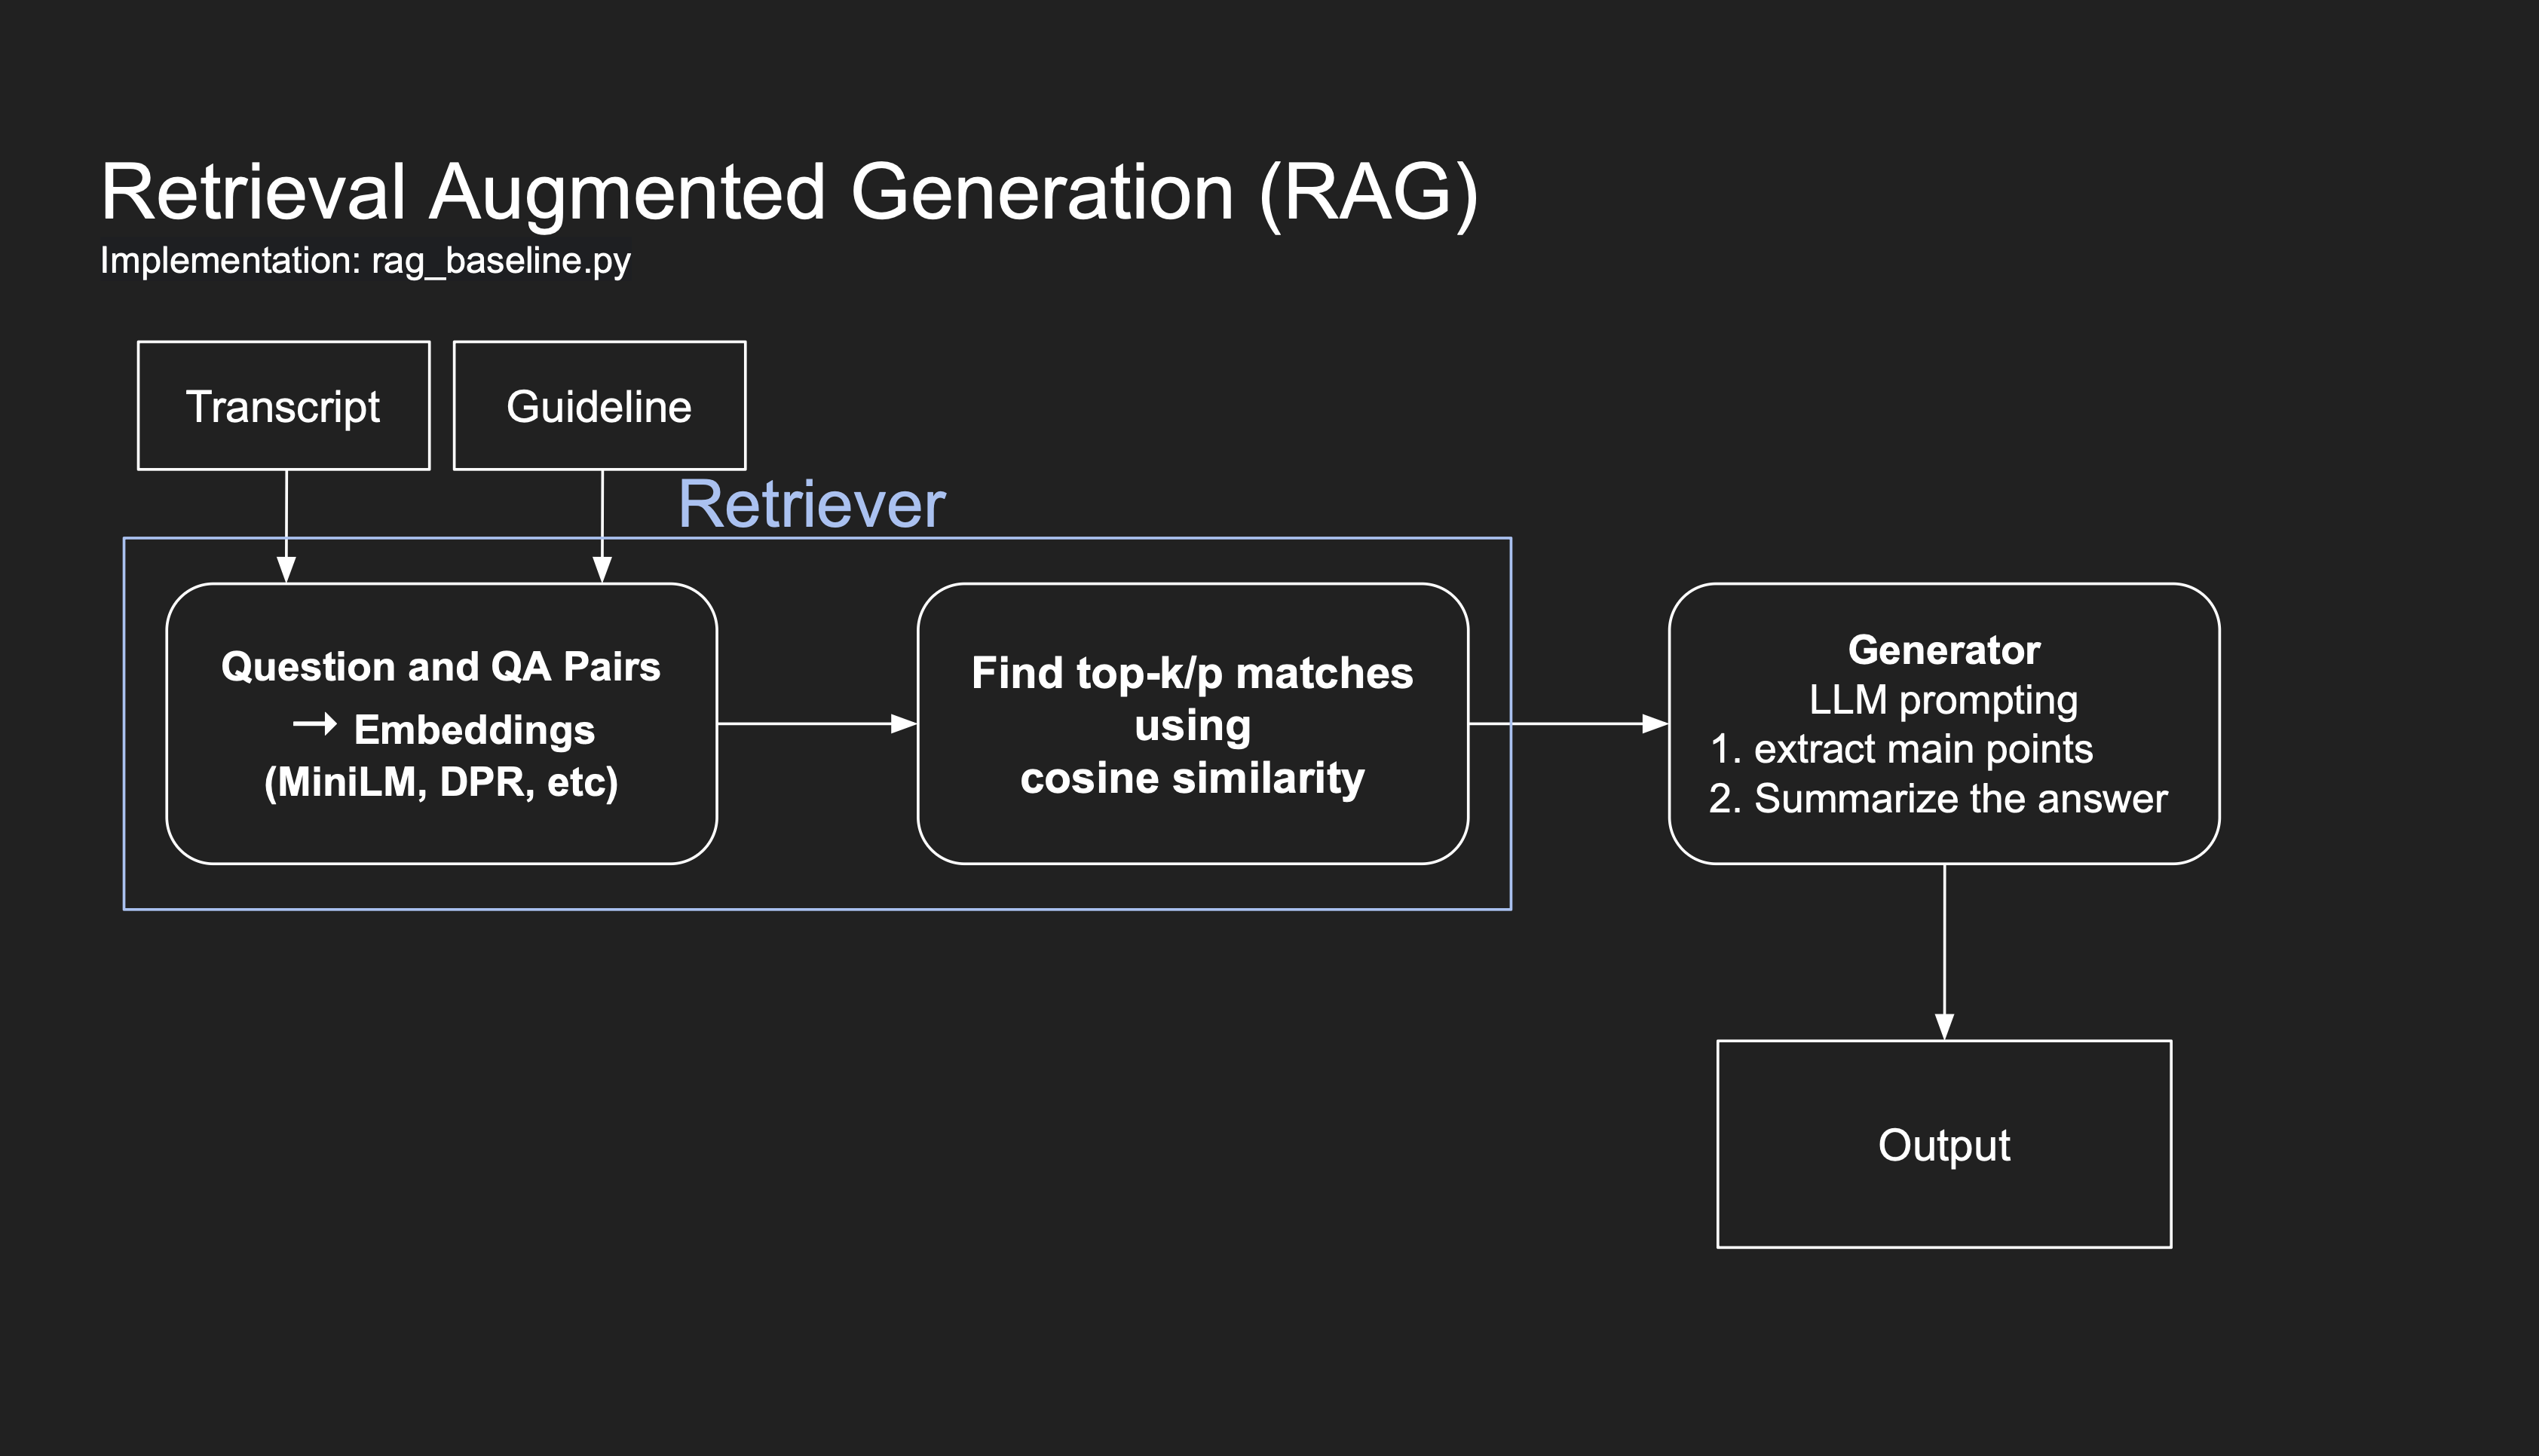 Retrieval Augmented Generation (RAG)
Implementation: rag_baseline.py
Transcript
Guideline
Retriever
Question and QA Pairs
→ Embeddings
(MiniLM, DPR, etc)
Find top-k/p matches
using
cosine similarity
Generator
LLM prompting
1. extract main points
2. Summarize the answer
Output